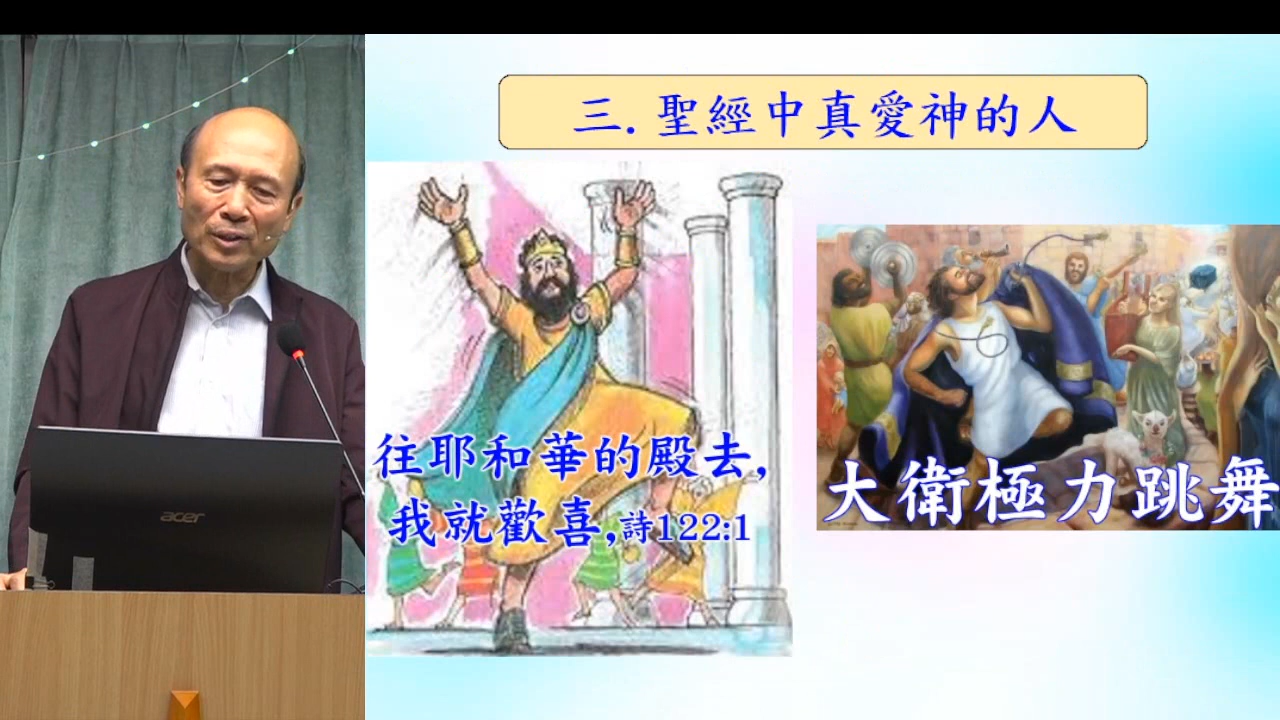 三.聖經中真愛神的人
往耶和華的殿去,
我就歡喜,詩122:1
大衛極力跳舞
acer